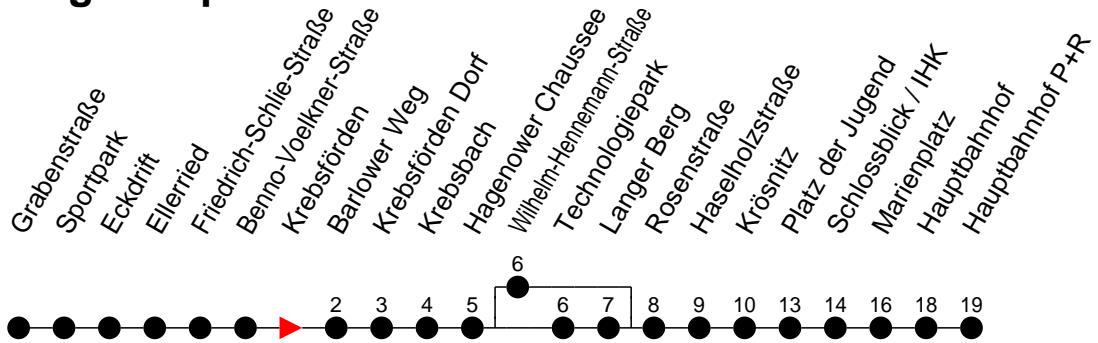 Grabenstraße
Sportpark
Eckdrift
Ellerried
Friedrich-Schlie-Straße
Benno-Voelkner-Straße
Krebsförden
Barlower Weg
Krebsförden Dorf
Krebsbach
Hagenower Chaussee
Wilhelm-Hennemann-Straße
Technologiepark
Langer Berg
Rosenstraße
Haselholzstraße
Krösnitz
Platz der Jugend
Schlossblick / IHK
Marienplatz
Hauptbahnhof
Hauptbahnhof P+R
6
2 3 4 5 6 7 8 9 10 13 14 16 18 19